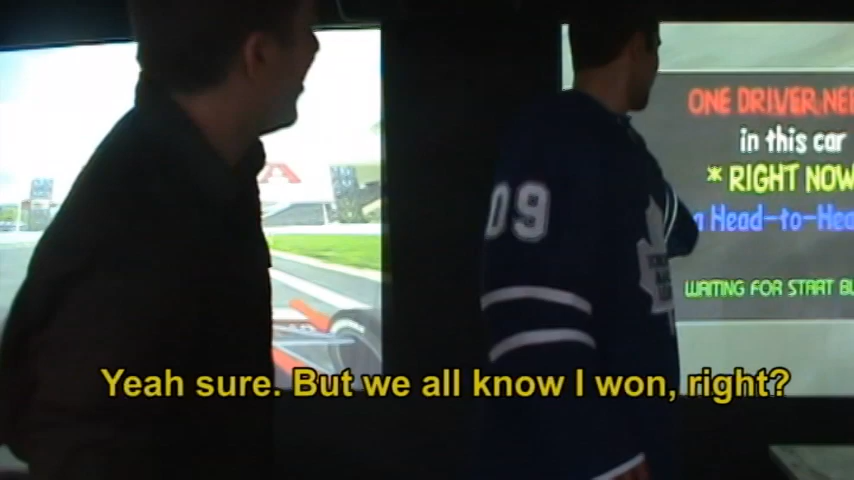 ONE DRIVER
in this car
* RIGHT NOW
a Head-to-Hea
WAITING FOR START BU
09
Yeah sure. But we all know I won, right?